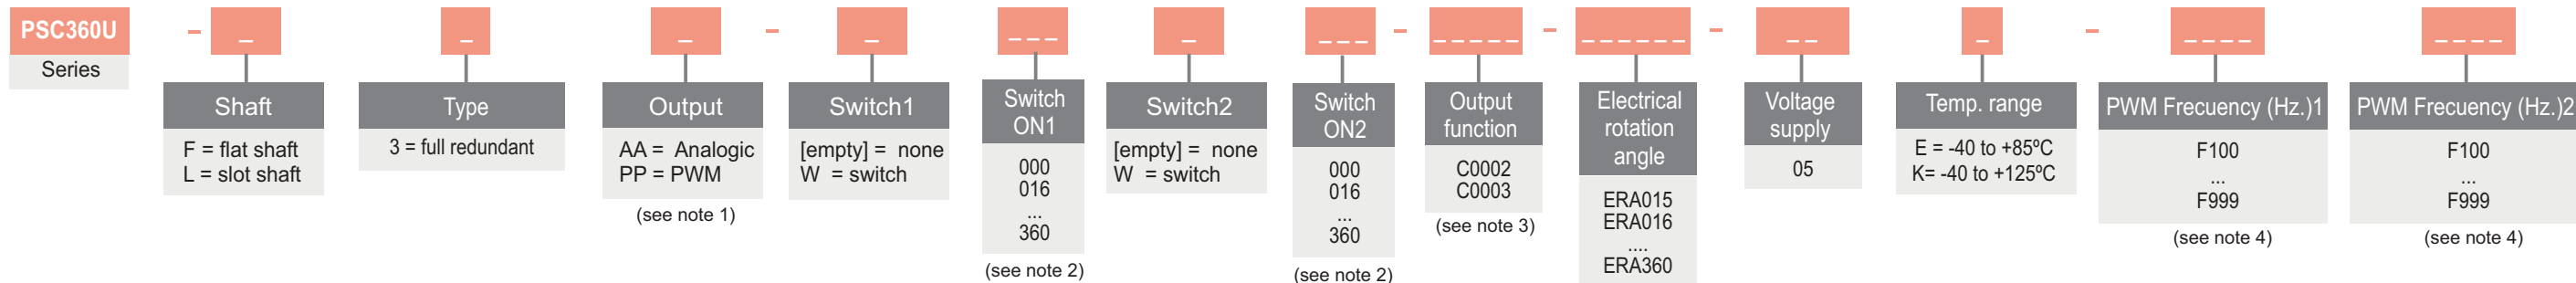 PSC360U - _ _ _ - _ _ _ _ _ _ _ _ - _ _ _ _ _ - _ _ _ _ _ _ - _ _ _ - _ _ _ _ _ _ _ _
Series
Shaft
F = flat shaft
L = slot shaft
Type
3 = full redundant
Output
AA = Analogic
PP = PWM
(see note 1)
Switch1
[empty] = none
W = switch
Switch
ON1
000
016
...
360
(see note 2)
Switch2
[empty] = none
W = switch
Switch
ON2
000
016
...
360
(see note 2)
Output
function
C0002
C0003
(see note 3)
Electrical
rotation
angle
ERA015
ERA016
....
ERA360
Voltage
supply
05
Temp. range
E = -40 to +85ºC
K= -40 to +125ºC
PWM Frecuency (Hz.)1
F100
...
F999
(see note 4)
PWM Frecuency (Hz.)2
F100
...
F999
(see note 4)